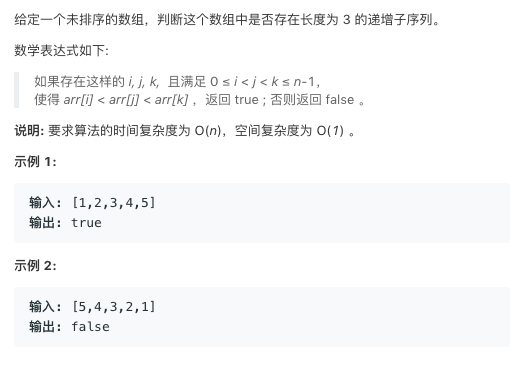 给定一个未排序的数组，判断这个数组中是否存在长度为 3 的递增子序列。
数学表达式如下:
如果存在这样的 i, j, k, 且满足 0 ≤ i < j < k ≤ n-1，
使得 arr[i] < arr[j] < arr[k] ，返回 true ; 否则返回 false 。
说明: 要求算法的时间复杂度为 O(n)，空间复杂度为 O(1) 。
示例 1:
输入: [1,2,3,4,5]
输出: true
示例 2:
输入: [5,4,3,2,1]
输出: false